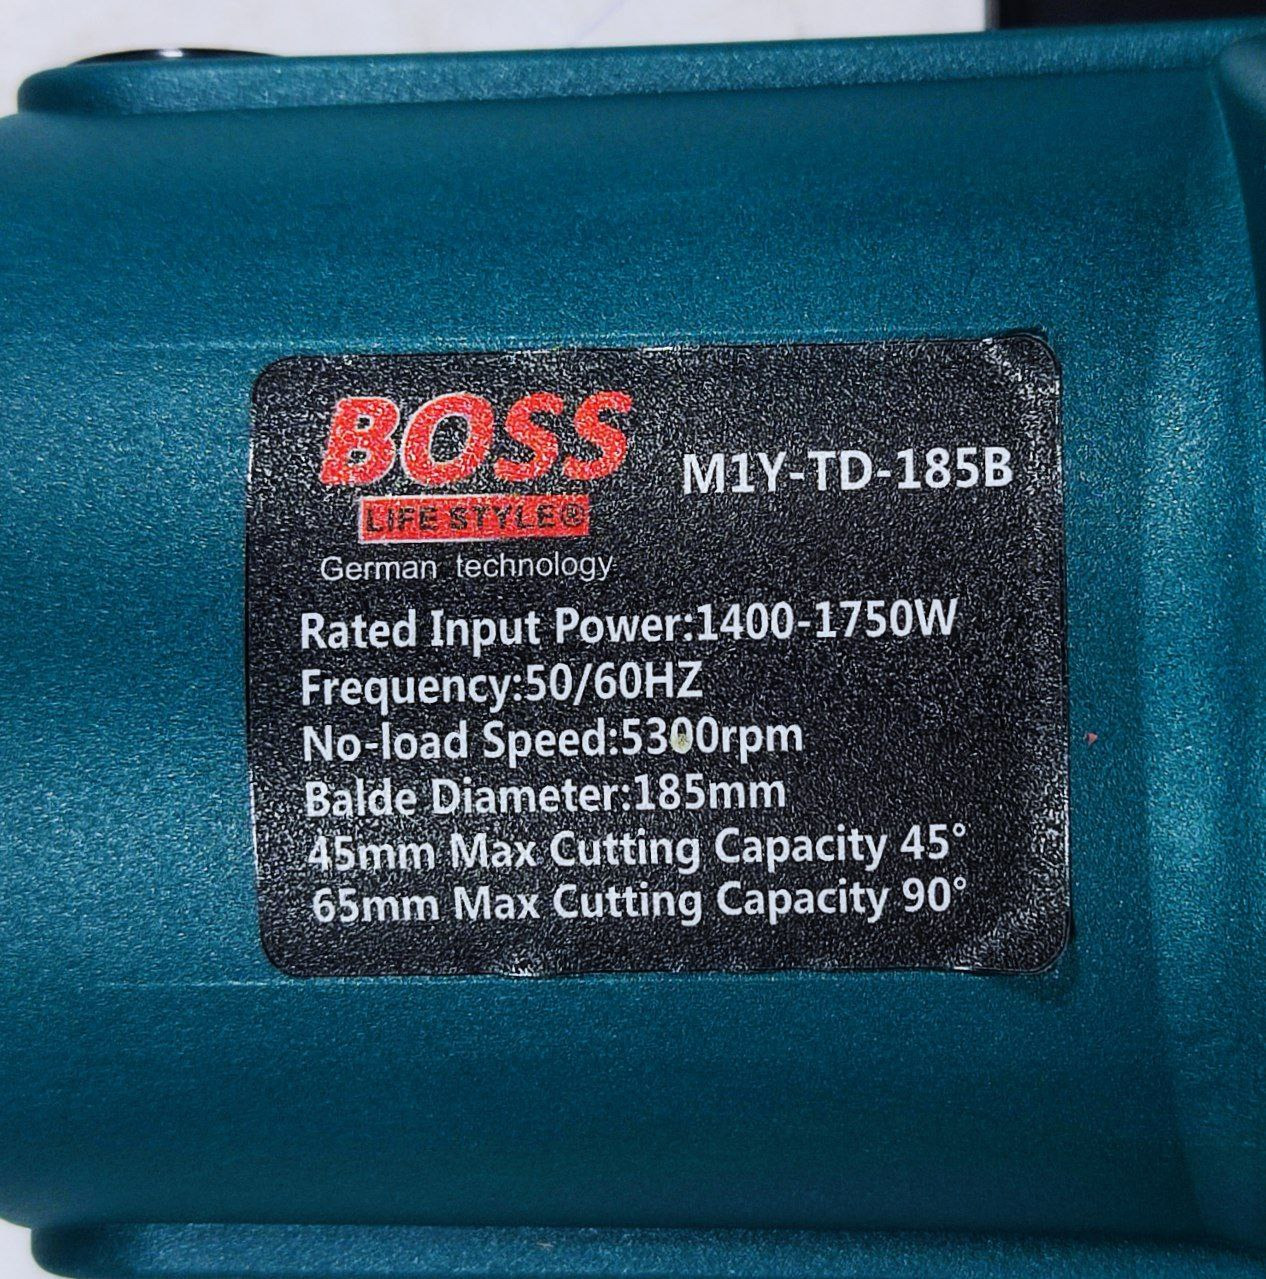 BOSS
LIFE STYLE®
German technology
M1Y-TD-185B
Rated Input Power:1400-1750W
Frequency:50/60HZ
No-load Speed:5300rpm
Balde Diameter:185mm
45mm Max Cutting Capacity 45°
65mm Max Cutting Capacity 90°